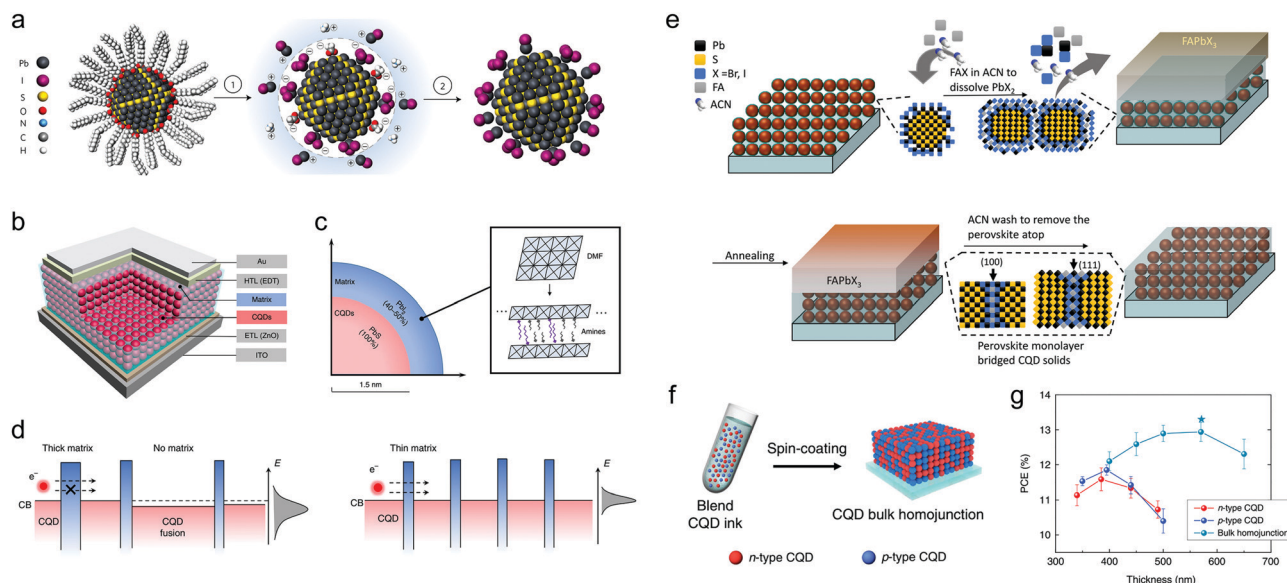 a
Pb
I
S
O
N
C
H
1
2
b
Au
HTL (EDT)
Matrix
CQDs
ETL (ZnO)
ITO
c
Matrix
PbI2
(40–50%)
CQDs
PbS
(100%)
1.5 nm
DMF
Amines
d
Thick matrix
No matrix
e−
CB
CQD
CQD
fusion
E
Thin matrix
e−
CB
CQD
E
e
Pb
S
X =Br, I
FA
ACN
FAX in ACN to
dissolve PbX2
FAPbX3
Annealing
FAPbX3
ACN wash to remove the
perovskite atop
(100)
(111)
Perovskite monolayer
bridged CQD solids
f
Blend
CQD ink
Spin-coating
CQD bulk homojunction
n-type CQD
p-type CQD
g
PCE (%)
14
13
12
11
10
9
n-type CQD
p-type CQD
Bulk homojunction
300 400 500 600 700
Thickness (nm)